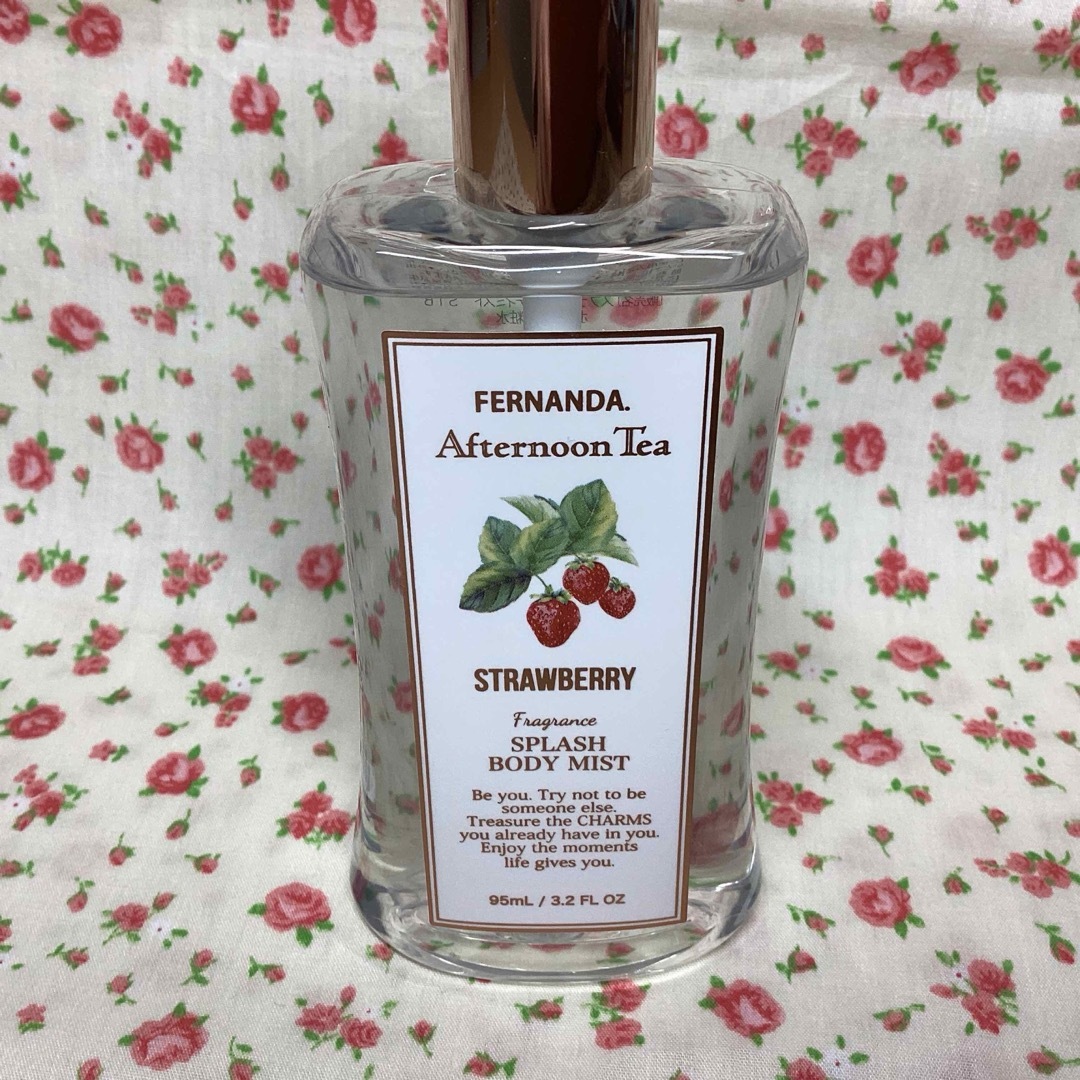 FERNANDA.
Afternoon Tea
STRAWBERRY
Fragrance
SPLASH
BODY MIST
Be you. Try not to be
someone else.
Treasure the CHARMS
you already have in you.
Enjoy the moments
life gives you.
95mL / 3.2 FL OZ